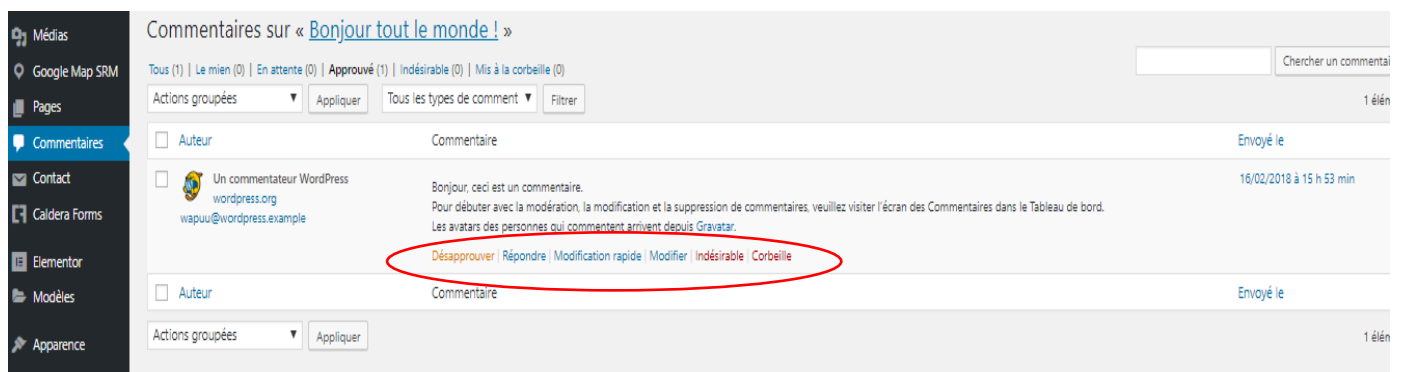 Médias
Google Map SRM
Pages
Commentaires
Contact
Caldera Forms
Elementor
Modèles
Apparence
Commentaires sur « Bonjour tout le monde ! »
Tous (1) | Le mien (0) | En attente (0) | Approuvé (1) | Indésirable (0) | Mis à la corbeille (0)
Chercher un commentai
Actions groupées Appliquer Tous les types de comment Filtrer
1 élém
Auteur Commentaire Envoyé le
Un commentateur WordPress
wordpress.org
wapuu@wordpress.example
Bonjour, ceci est un commentaire.
Pour débuter avec la modération, la modification et la suppression de commentaires, veuillez visiter l'écran des Commentaires dans le Tableau de bord.
Les avatars des personnes qui commentent arrivent depuis Gravatar.
Désapprouver | Répondre | Modification rapide | Modifier | Indésirable | Corbeille
16/02/2018 à 15 h 53 min
Auteur Commentaire Envoyé le
Actions groupées Appliquer
1 élém